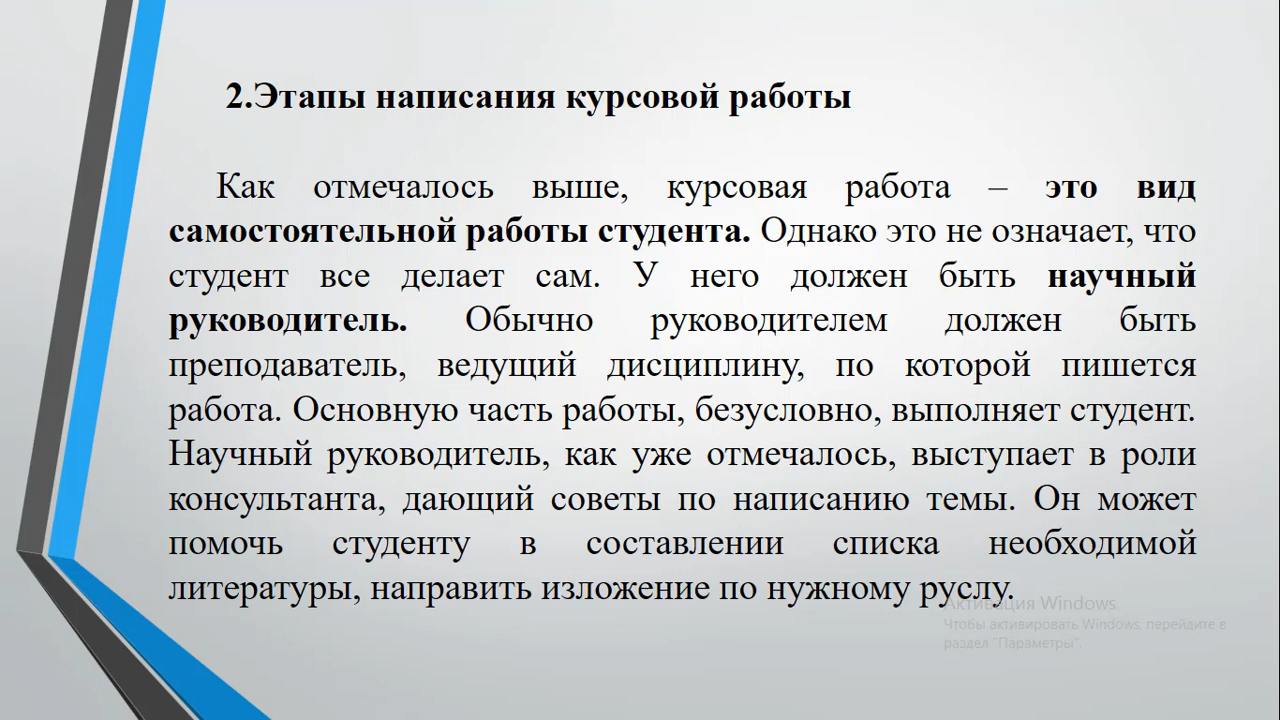 2.Этапы написания курсовой работы
Как отмечалось выше, курсовая работа – это вид
самостоятельной работы студента. Однако это не означает, что
студент все делает сам. У него должен быть научный
руководитель. Обычно руководителем должен быть
преподаватель, ведущий дисциплину, по которой пишется
работа. Основную часть работы, безусловно, выполняет студент.
Научный руководитель, как уже отмечалось, выступает в роли
консультанта, дающий советы по написанию темы. Он может
помочь студенту в составлении списка необходимой
литературы, направить изложение по нужному руслу.
Активация Windows
Чтобы активировать Windows, перейдите в
раздел "Параметры".